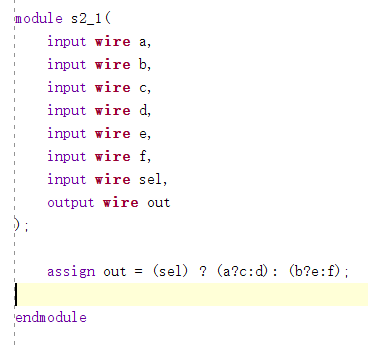 module s2_1(
input wire a,
input wire b,
input wire c,
input wire d,
input wire e,
input wire f,
input wire sel,
output wire out
);
assign out = (sel) ? (a?c:d): (b?e:f);
endmodule